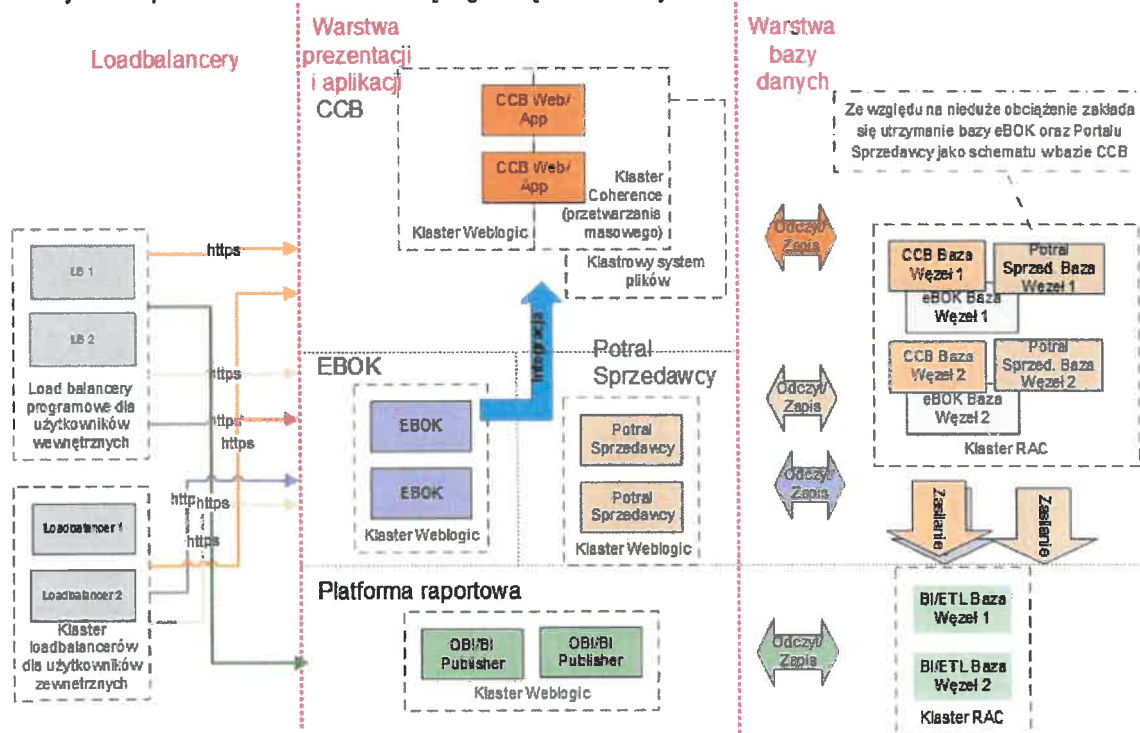 Loadbalancery
Warstwa
prezentacji
i aplikacji
CCB
Warstwa
bazy
danych
CCB Web/
App
CCB Web/
App
Klaster
Coherence
(przetwarzania
masowego)
Klaster Weblogic
Klastrowy system
plików
Ze względu na nieduże obciążenie zakłada
się utrzymanie bazy eBOK oraz Portalu
Sprzedawcy jako schematu w bazie CCB
LB 1
LB 2
Load balancery
programowe dla
użytkowników
wewnętrznych
https
https
https
https
http
https
https
Loadbalancer 1
Loadbalancer 2
Klaster
loadbalancerów
dla użytkowników
zewnetrznych
Integracja
EBOK
EBOK
EBOK
Klaster Weblogic
Potral
Sprzedawcy
Potral
Sprzedawcy
Potral
Sprzedawcy
Klaster Weblogic
Odczyt/
Zapis
Odczyt/
Zapis
Odczyt/
Zapis
CCB Baza
Węzeł 1
Potral
Sprzed. Baza
Węzeł 1
eBOK Baza
Węzeł 1
CCB Baza
Węzeł 2
Potral
Sprzed. Baza
Węzeł 2
eBOK Baza
Węzeł 2
Klaster RAC
Zasilanie
Zasilanie
Platforma raportowa
OBI/BI
Publisher
OBI/BI
Publisher
Klaster Weblogic
Odczyt/
Zapis
BI/ETL Baza
Węzeł 1
BI/ETL Baza
Węzeł 2
Klaster RAC